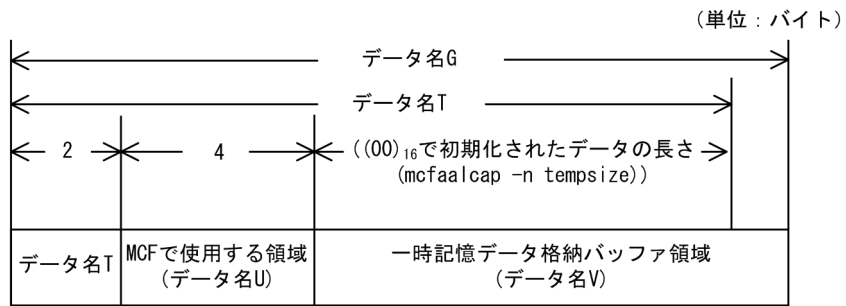 (単位：バイト)
データ名G
データ名T
2
4
((00)16で初期化されたデータの長さ
(mcfaalcap -n tempsize))
データ名T
MCFで使用する領域
(データ名U)
一時記憶データ格納バッファ領域
(データ名V)